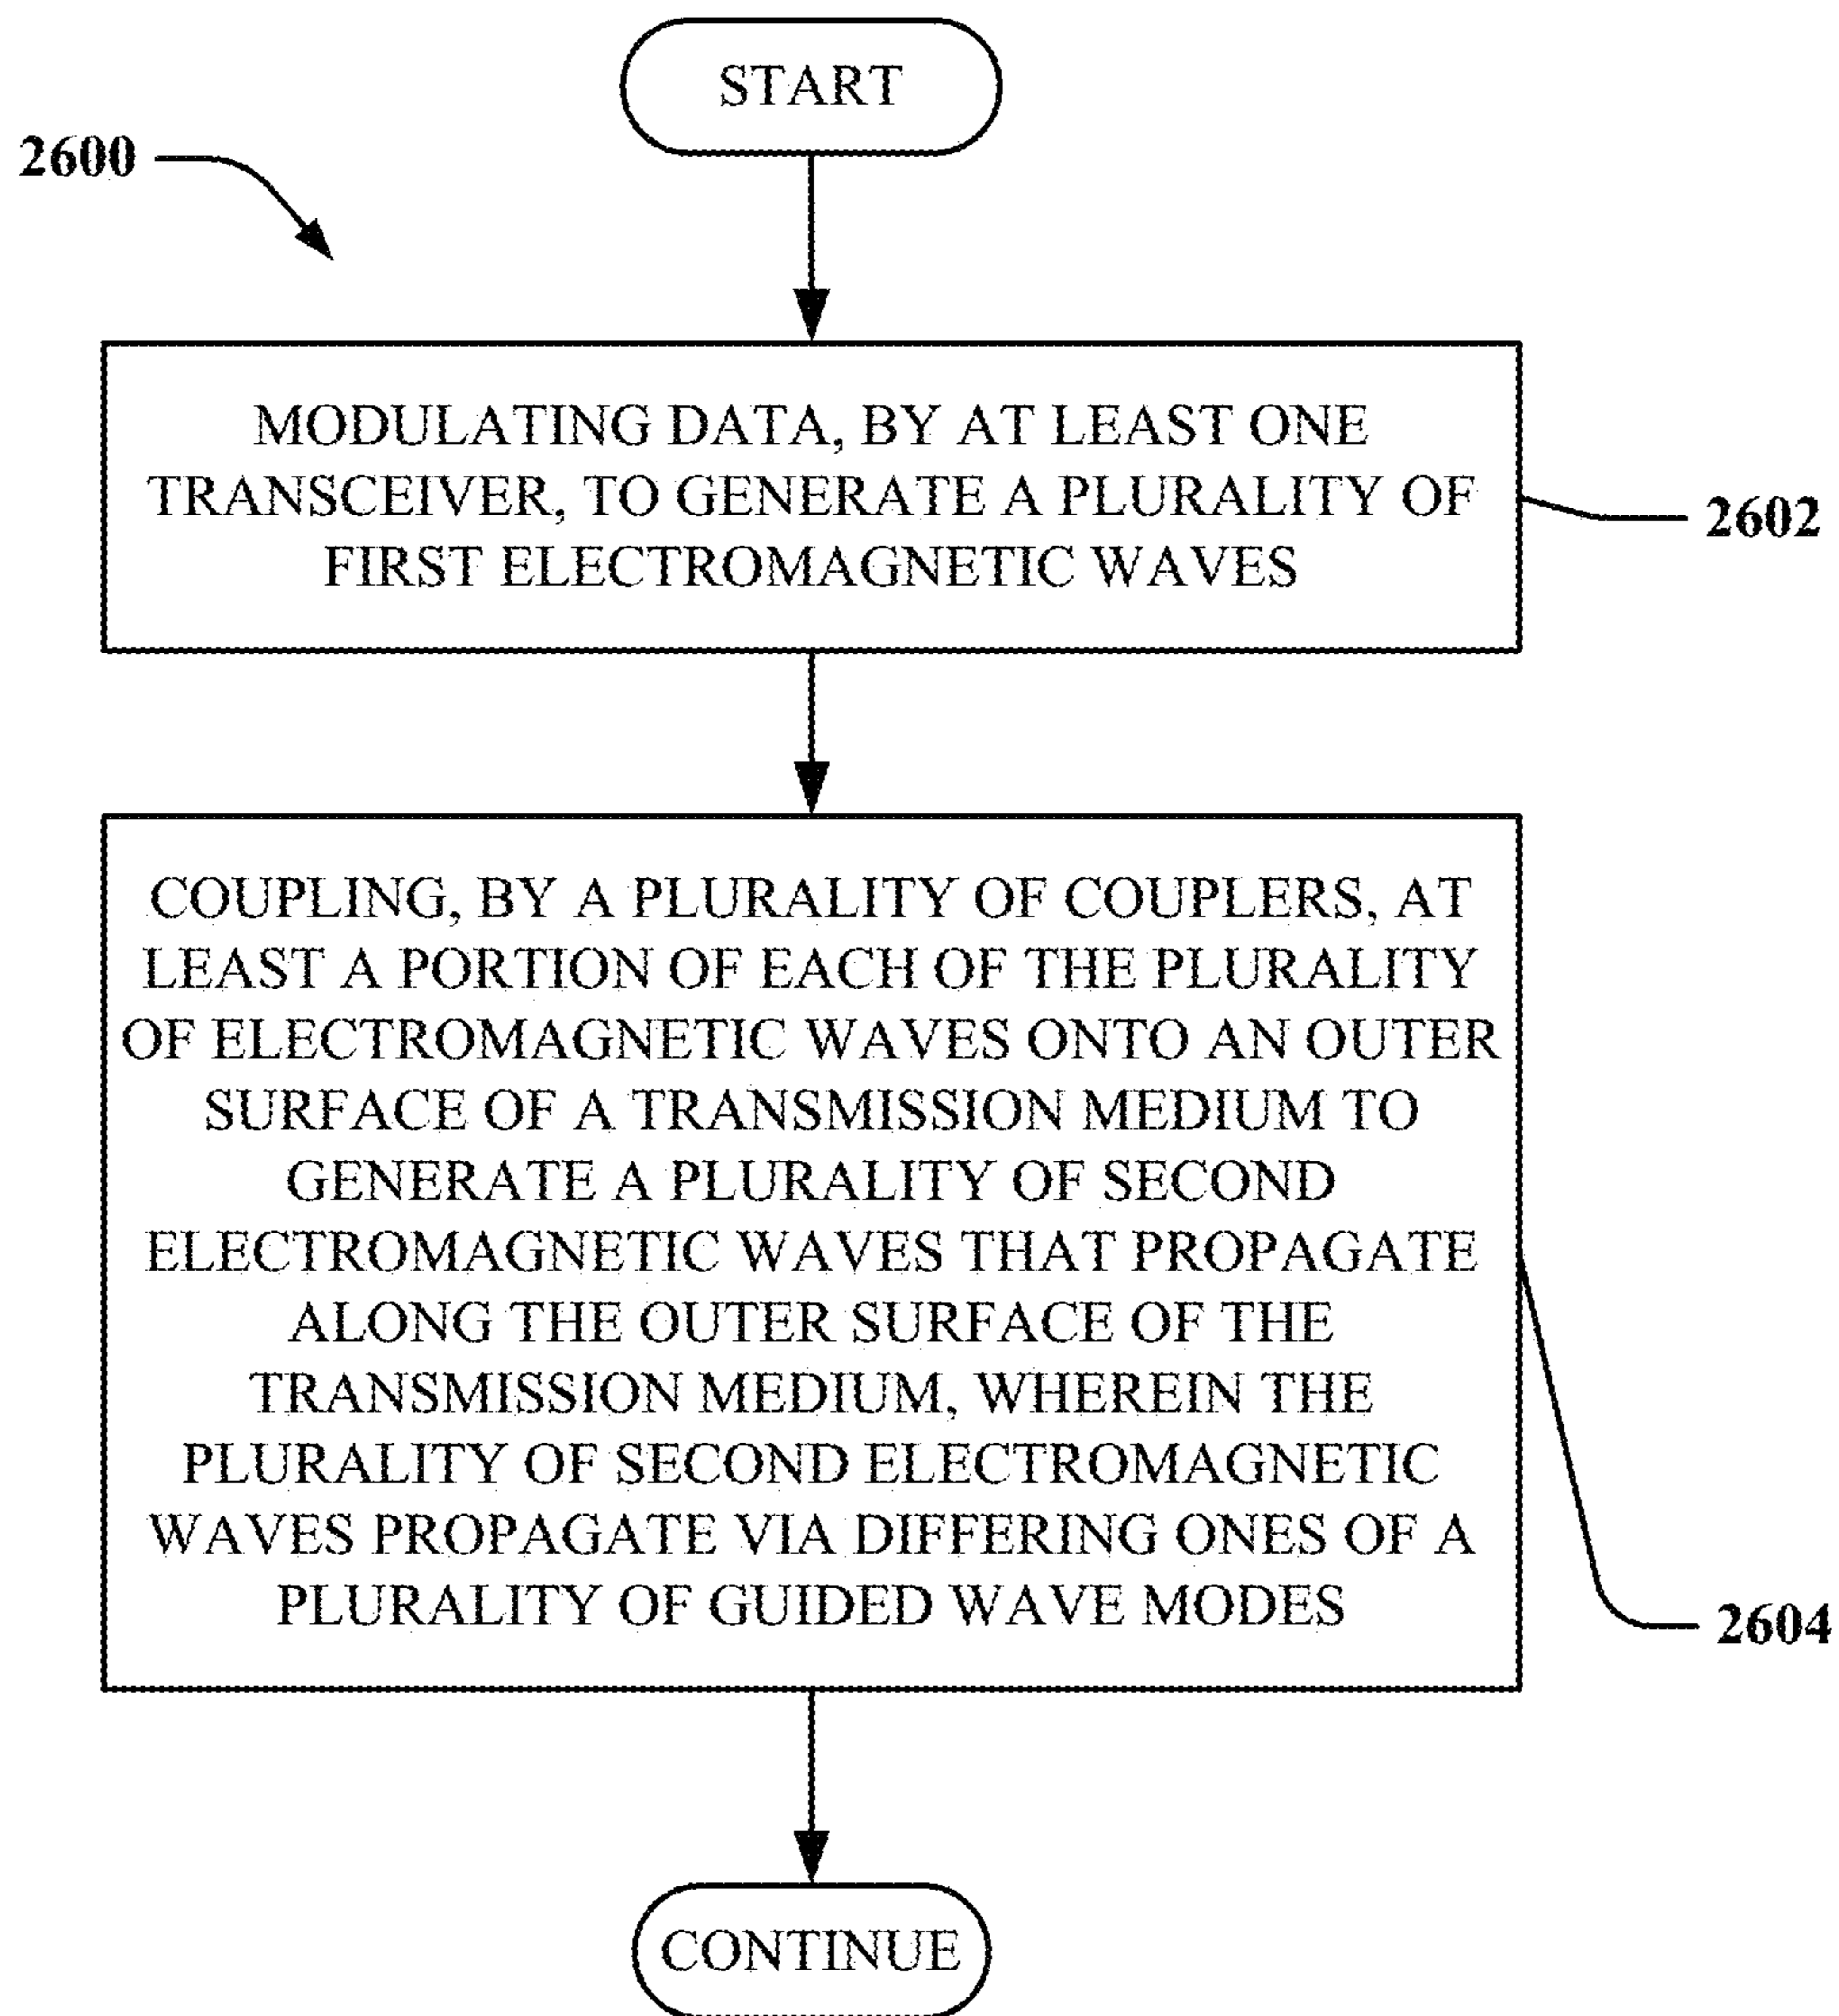 START
2600
MODULATING DATA, BY AT LEAST ONE
TRANSCEIVER, TO GENERATE A PLURALITY OF
FIRST ELECTROMAGNETIC WAVES
2602
COUPLING, BY A PLURALITY OF COUPLERS, AT
LEAST A PORTION OF EACH OF THE PLURALITY
OF ELECTROMAGNETIC WAVES ONTO AN OUTER
SURFACE OF A TRANSMISSION MEDIUM TO
GENERATE A PLURALITY OF SECOND
ELECTROMAGNETIC WAVES THAT PROPAGATE
ALONG THE OUTER SURFACE OF THE
TRANSMISSION MEDIUM, WHEREIN THE
PLURALITY OF SECOND ELECTROMAGNETIC
WAVES PROPAGATE VIA DIFFERING ONES OF A
PLURALITY OF GUIDED WAVE MODES
2604
CONTINUE